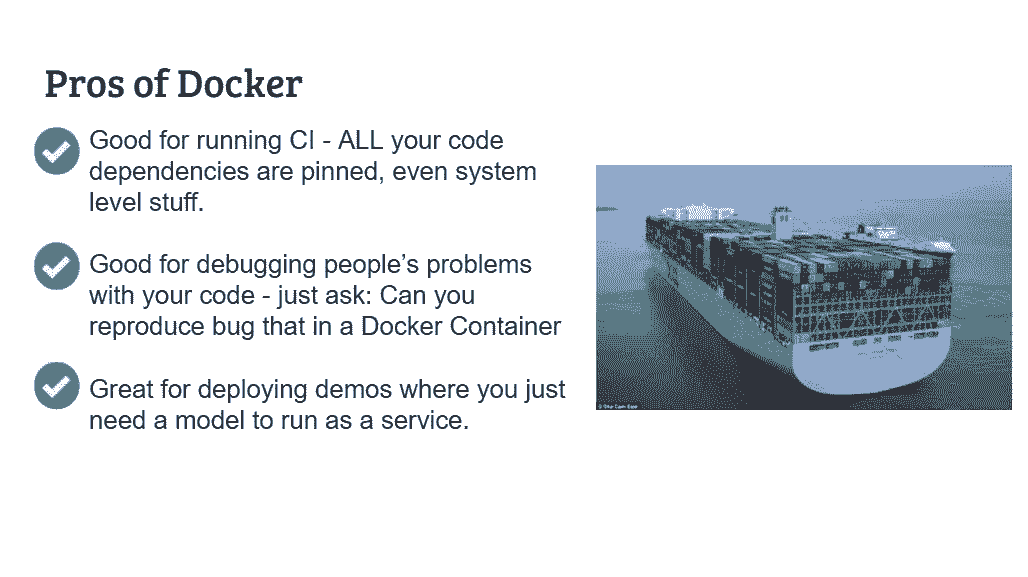 Pros of Docker
Good for running CI - ALL your code
dependencies are pinned, even system
level stuff.
Good for debugging people’s problems
with your code - just ask: Can you
reproduce bug that in a Docker Container
Great for deploying demos where you just
need a model to run as a service.